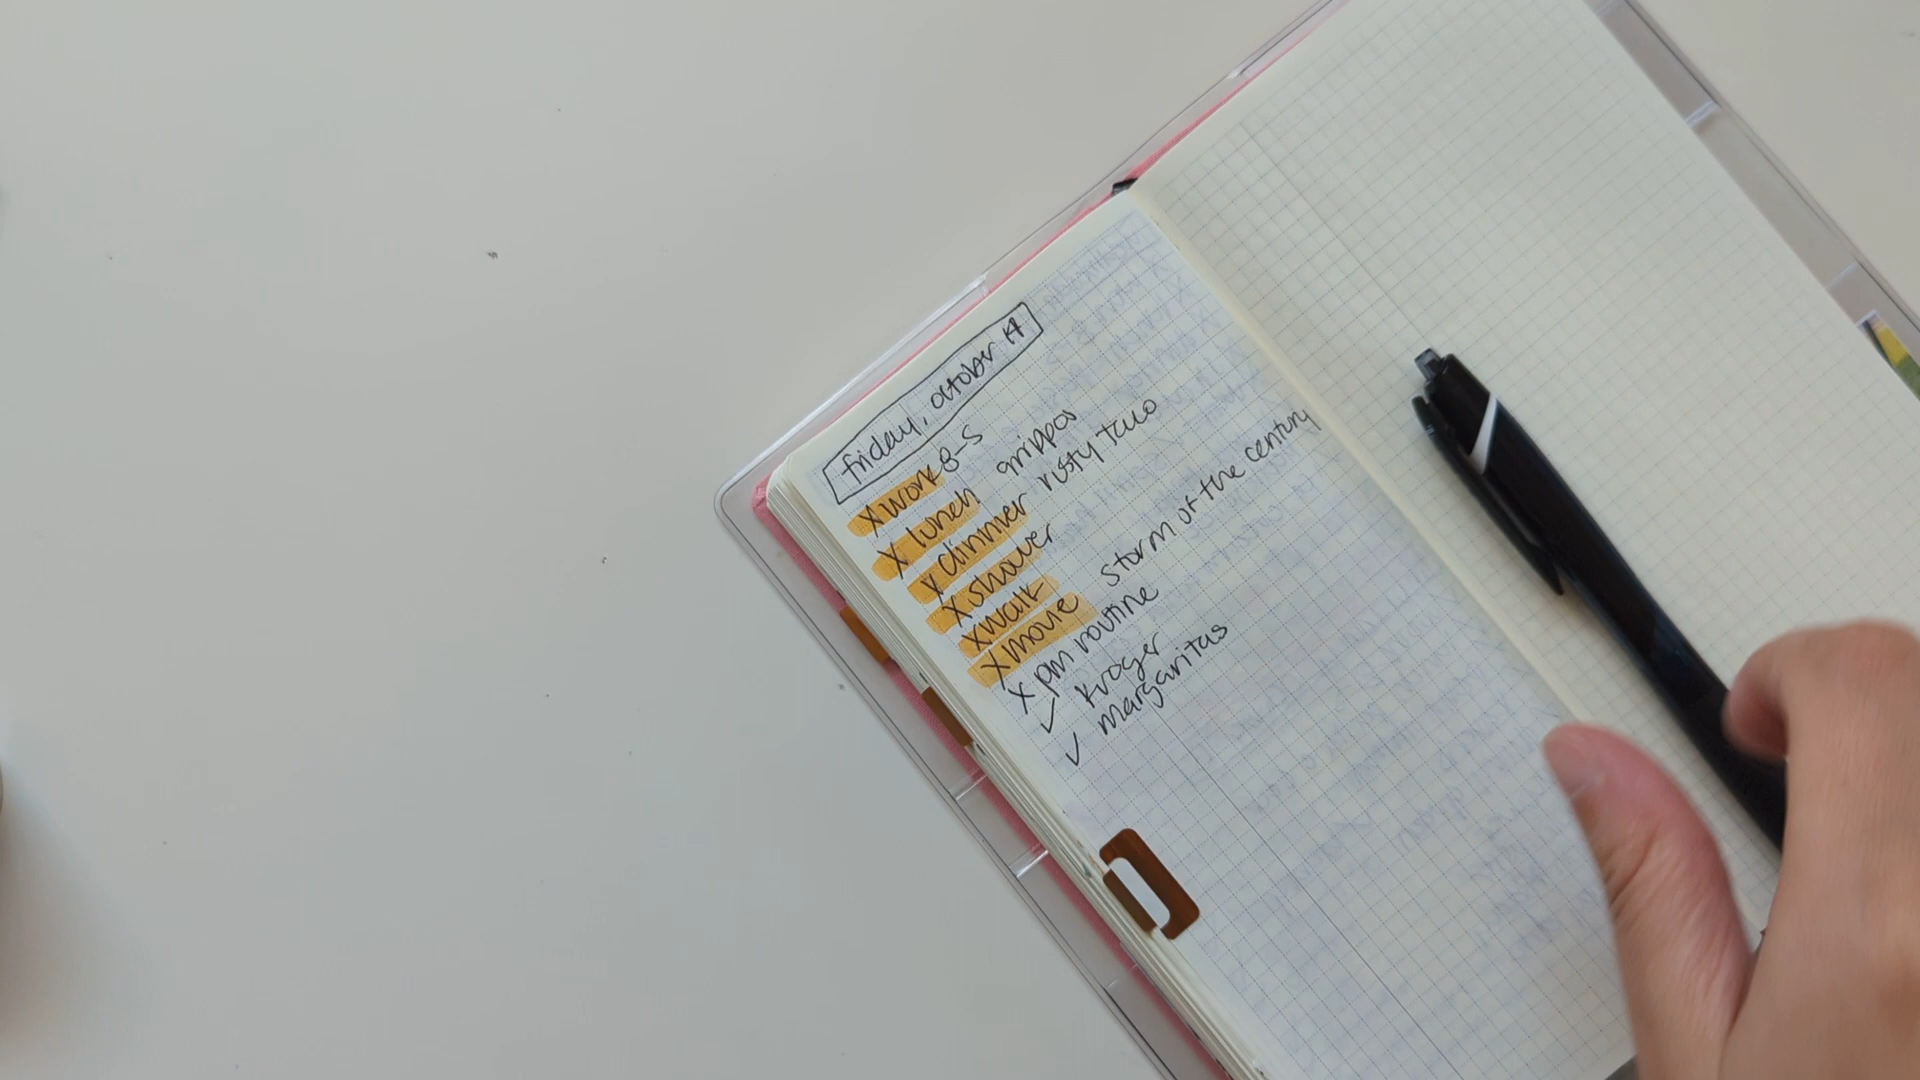 friday, october 14
x work 8-5
x lunch grippos
x dinner rusty taco
x shower
x walk
x movie storm of the century
x pm routine
✓ kroger
✓ margaritas